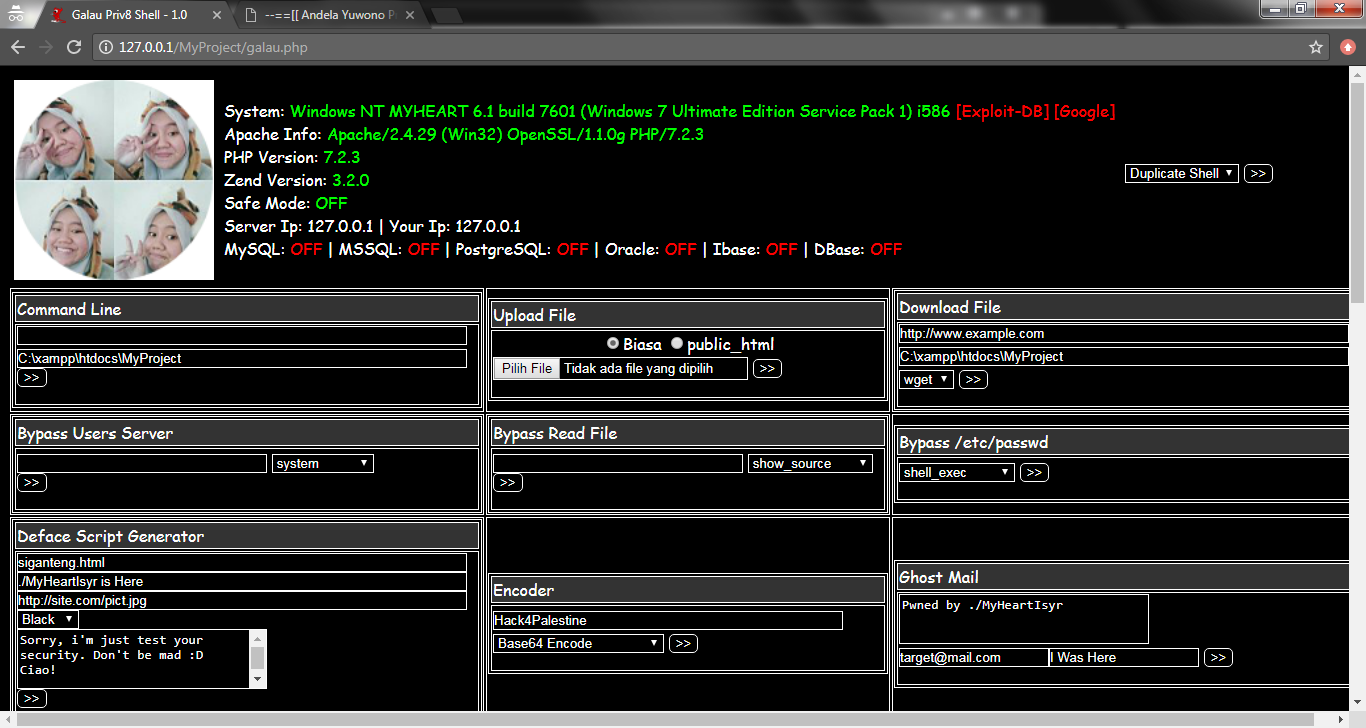 Galau Priv8 Shell - 1.0
--==[[ Andela Yuwono P
127.0.0.1/MyProject/galau.php
System: Windows NT MYHEART 6.1 build 7601 (Windows 7 Ultimate Edition Service Pack 1) i586 [Exploit-DB] [Google]
Apache Info: Apache/2.4.29 (Win32) OpenSSL/1.1.0g PHP/7.2.3
PHP Version: 7.2.3
Duplicate Shell >>
Zend Version: 3.2.0
Safe Mode: OFF
Server Ip: 127.0.0.1 | Your Ip: 127.0.0.1
MySQL: OFF | MSSQL: OFF | PostgreSQL: OFF | Oracle: OFF | Ibase: OFF | DBase: OFF
Command Line
C:\xampp\htdocs\MyProject
>>
Upload File
Biasa public_html
Pilih File Tidak ada file yang dipilih >>
Download File
http://www.example.com
C:\xampp\htdocs\MyProject
wget >>
Bypass Users Server
system
>>
Bypass Read File
show_source
>>
Bypass /etc/passwd
shell_exec >>
Deface Script Generator
siganteng.html
./MyHeartIsyr is Here
http://site.com/pict.jpg
Black
Sorry, i'm just test your
security. Don't be mad :D
Ciao!
>>
Encoder
Hack4Palestine
Base64 Encode >>
Ghost Mail
Pwned by ./MyHeartIsyr
target@mail.com I Was Here >>